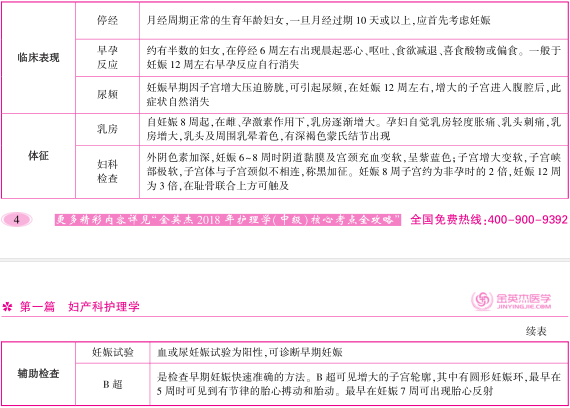 停经 月经周期正常的生育年龄妇女,一旦月经过期 10 天或以上,应首先考虑妊娠
临床表现
早孕反应 约有半数的妇女,在停经 6 周左右出现晨起恶心、呕吐、食欲减退、喜食酸物或偏食。一般于
妊娠 12 周左右早孕反应自行消失
尿频 妊娠早期因子宫增大压迫膀胱,可引起尿频,在妊娠 12 周左右,增大的子宫进入腹腔后,此
症状自然消失
体征
乳房 自妊娠 8 周起,在雌、孕激素作用下,乳房逐渐增大。孕妇自觉乳房轻度胀痛、乳头刺痛,乳
房增大,乳头及周围乳晕着色,有深褐色蒙氏结节出现
妇科检查 外阴色素加深,妊娠 6~8 周时阴道黏膜及宫颈充血变软,呈紫蓝色;子宫增大变软,子宫峡
部极软,子宫体与子宫颈似不相连,称黑加征。妊娠 8 周子宫约为非孕时的 2 倍,妊娠 12 周
为 3 倍,在耻骨联合上方可触及
4 更多精彩内容详见“金英杰 2018 年护理学(中级)核心考点全攻略” 全国免费热线:400-900-9392
第一篇 妇产科护理学
金英杰医学
JINYINGJIE.COM
续表
辅助检查
妊娠试验 血或尿妊娠试验为阳性,可诊断早期妊娠
B 超 是检查早期妊娠快速准确的方法。B 超可见增大的子宫轮廓,其中有圆形妊娠环,最早在
5 周时可见到有节律的胎心搏动和胎动。最早在妊娠 7 周可出现胎心反射